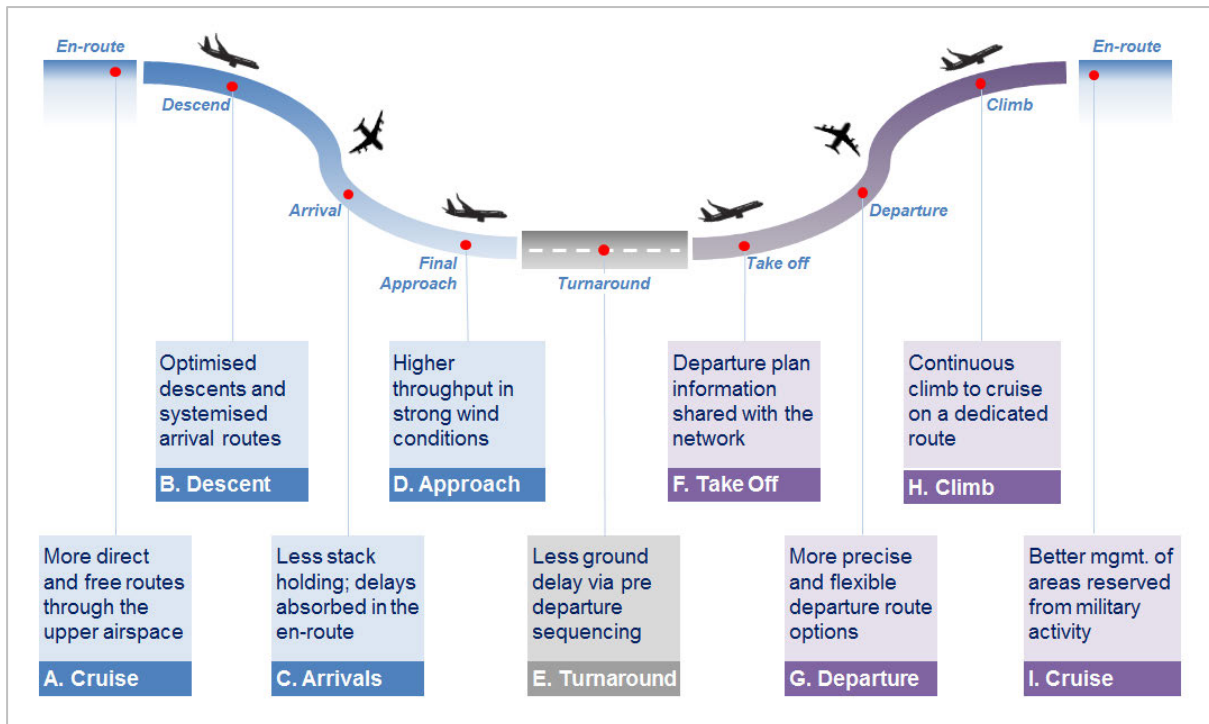 En-route
En-route
Descend
Climb
Arrival
Departure
Final
Approach
Turnaround
Take off
Optimised
descents and
systemised
arrival routes
B. Descent
Higher
throughput in
strong wind
conditions
D. Approach
Departure plan
information
shared with the
network
F. Take Off
Continuous
climb to cruise
on a dedicated
route
H. Climb
More direct
and free routes
through the
upper airspace
A. Cruise
Less stack
holding; delays
absorbed in the
en-route
C. Arrivals
Less ground
delay via pre
departure
sequencing
E. Turnaround
More precise
and flexible
departure route
options
G. Departure
Better mgmt. of
areas reserved
from military
activity
I. Cruise